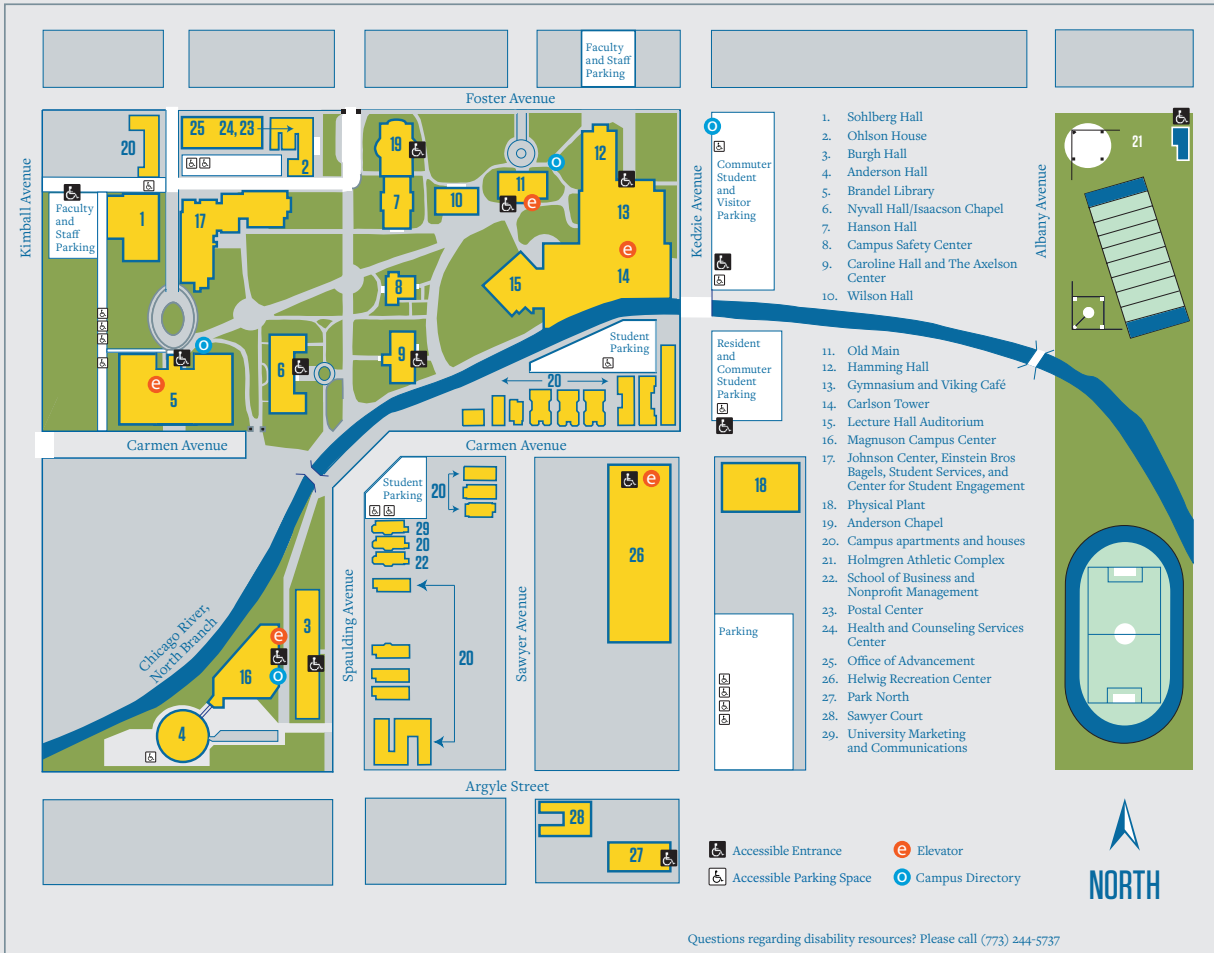 Faculty
and Staff
Parking
Foster Avenue
Kimball Avenue
20
25
24, 23
2
19
7
10
11
12
13
14
15
e
e
o
Faculty
and
Staff
Parking
1
17
8
9
6
5
e
o
Student
Parking
20
Kedzie Avenue
o
Commuter
Student
and
Visitor
Parking
Resident
and
Commuter
Student
Parking
Albany Avenue
21
Carmen Avenue
Carmen Avenue
Student
Parking
20
29
20
22
20
Spaulding Avenue
Sawyer Avenue
26
e
18
Parking
Chicago River,
North Branch
3
16
e
o
4
Argyle Street
28
27
1. Sohlberg Hall
2. Ohlson House
3. Burgh Hall
4. Anderson Hall
5. Brandel Library
6. Nyvall Hall/Isaacson Chapel
7. Hanson Hall
8. Campus Safety Center
9. Caroline Hall and The Axelson
Center
10. Wilson Hall
11. Old Main
12. Hamming Hall
13. Gymnasium and Viking Café
14. Carlson Tower
15. Lecture Hall Auditorium
16. Magnuson Campus Center
17. Johnson Center, Einstein Bros
Bagels, Student Services, and
Center for Student Engagement
18. Physical Plant
19. Anderson Chapel
20. Campus apartments and houses
21. Holmgren Athletic Complex
22. School of Business and
Nonprofit Management
23. Postal Center
24. Health and Counseling Services
Center
25. Office of Advancement
26. Helwig Recreation Center
27. Park North
28. Sawyer Court
29. University Marketing
and Communications
Accessible Entrance
e Elevator
Accessible Parking Space
o Campus Directory
NORTH
Questions regarding disability resources? Please call (773) 244-5737